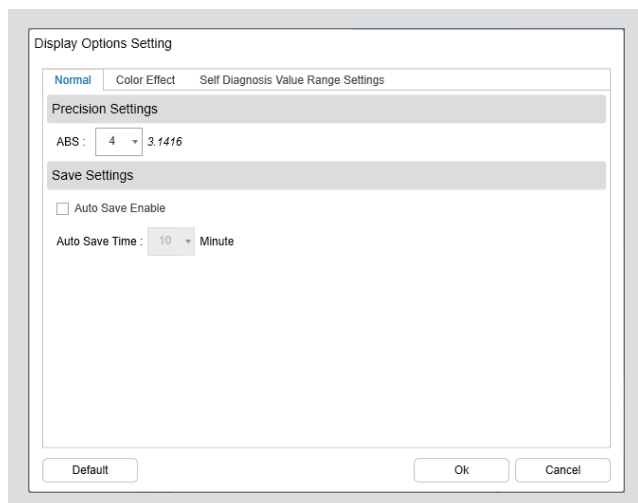 Display Options Setting
Normal Color Effect Self Diagnosis Value Range Settings
Precision Settings
ABS : 4 3.1416
Save Settings
Auto Save Enable
Auto Save Time : 10 Minute
Default Ok Cancel